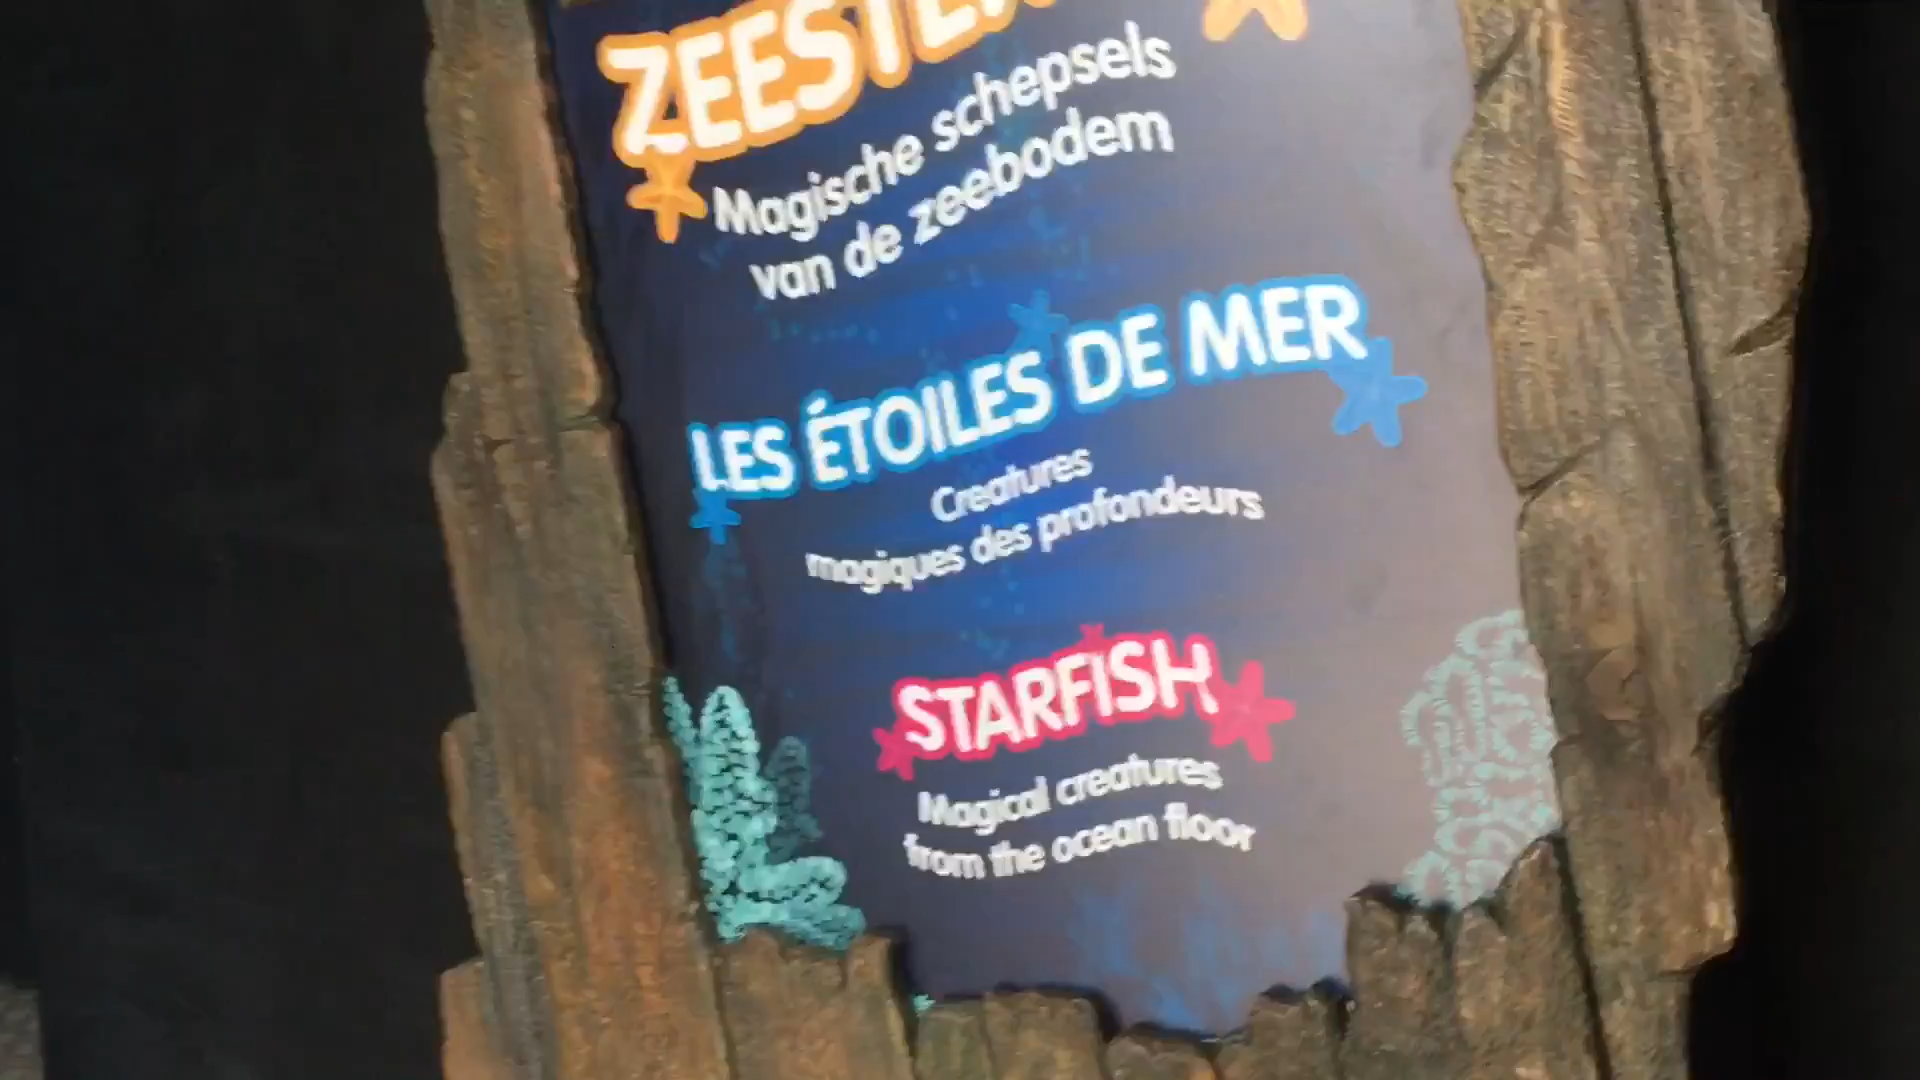 Magische schepsels
van de zeebodem
LES ÉTOILES DE MER
Creatures
magiques des profondeurs
STARFISH
Magical creatures
from the ocean floor